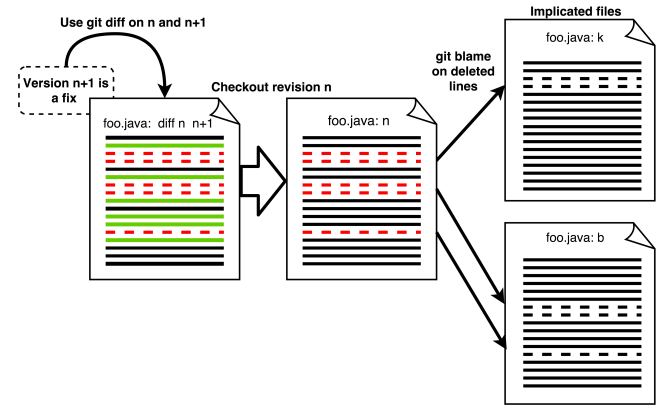 Implicated files
Use git diff on n and n+1
foo.java: k
git blame
on deleted
lines
Version n+1 is
a fix
Checkout revision n
foo.java: diff n n+1
foo.java: n
foo.java: b